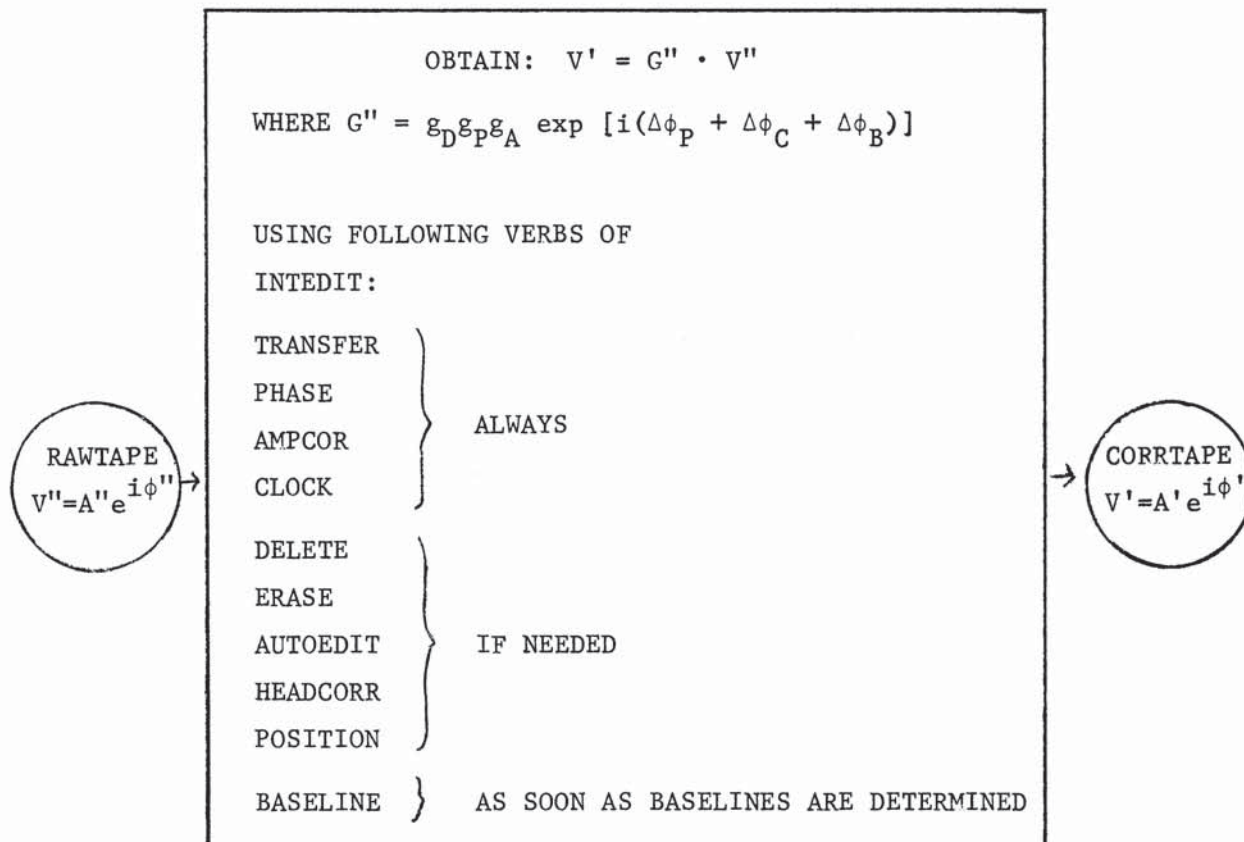 OBTAIN: V' = G" · V"
WHERE G" = g_D g_P g_A exp [i(Δϕ_P + Δϕ_C + Δϕ_B)]
USING FOLLOWING VERBS OF
INTEDIT:
TRANSFER
PHASE
AMPCOR
CLOCK
ALWAYS
DELETE
ERASE
AUTOEDIT
HEADCORR
POSITION
IF NEEDED
BASELINE } AS SOON AS BASELINES ARE DETERMINED
RAWTAPE
V"=A"e^iϕ"
CORRTAPE
V'=A'e^iϕ'